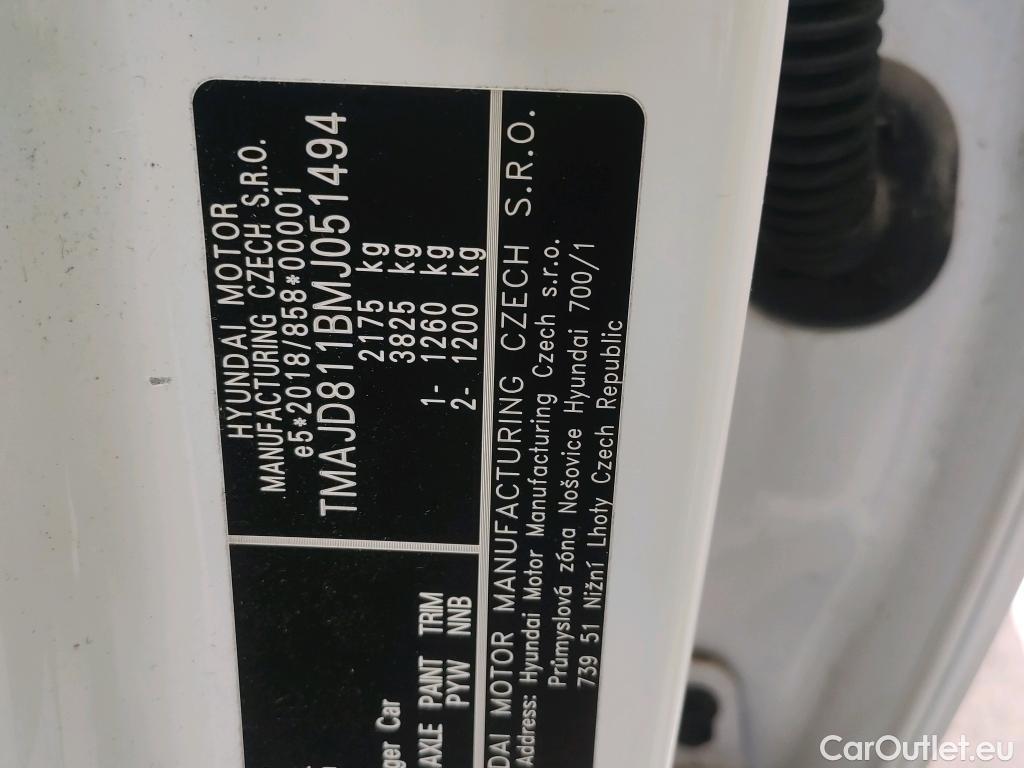 HYUNDAI MOTOR
MANUFACTURING CZECH S.R.O.
e5*2018/858*00001
TMAJD811BMJ051494
2175 kg
3825 kg
1- 1260 kg
2- 1200 kg
ger Car
AXLE PAINT TRIM
PYW NNB
DAI MOTOR MANUFACTURING CZECH S.R.O.
Address: Hyundai Motor Manufacturing Czech s.r.o.
Průmyslová zóna Nošovice Hyundai 700/1
739 51 Nižní Lhoty Czech Republic
CarOutlet.eu